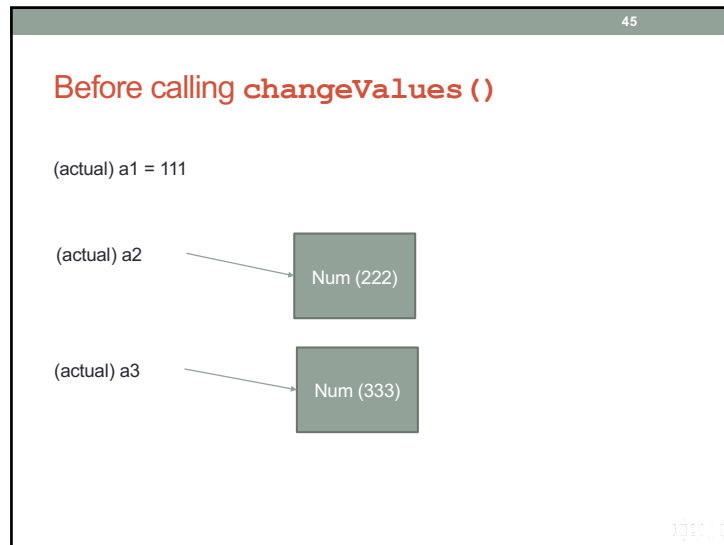 45
Before calling changeValues()
(actual) a1 = 111
(actual) a2
Num (222)
(actual) a3
Num (333)